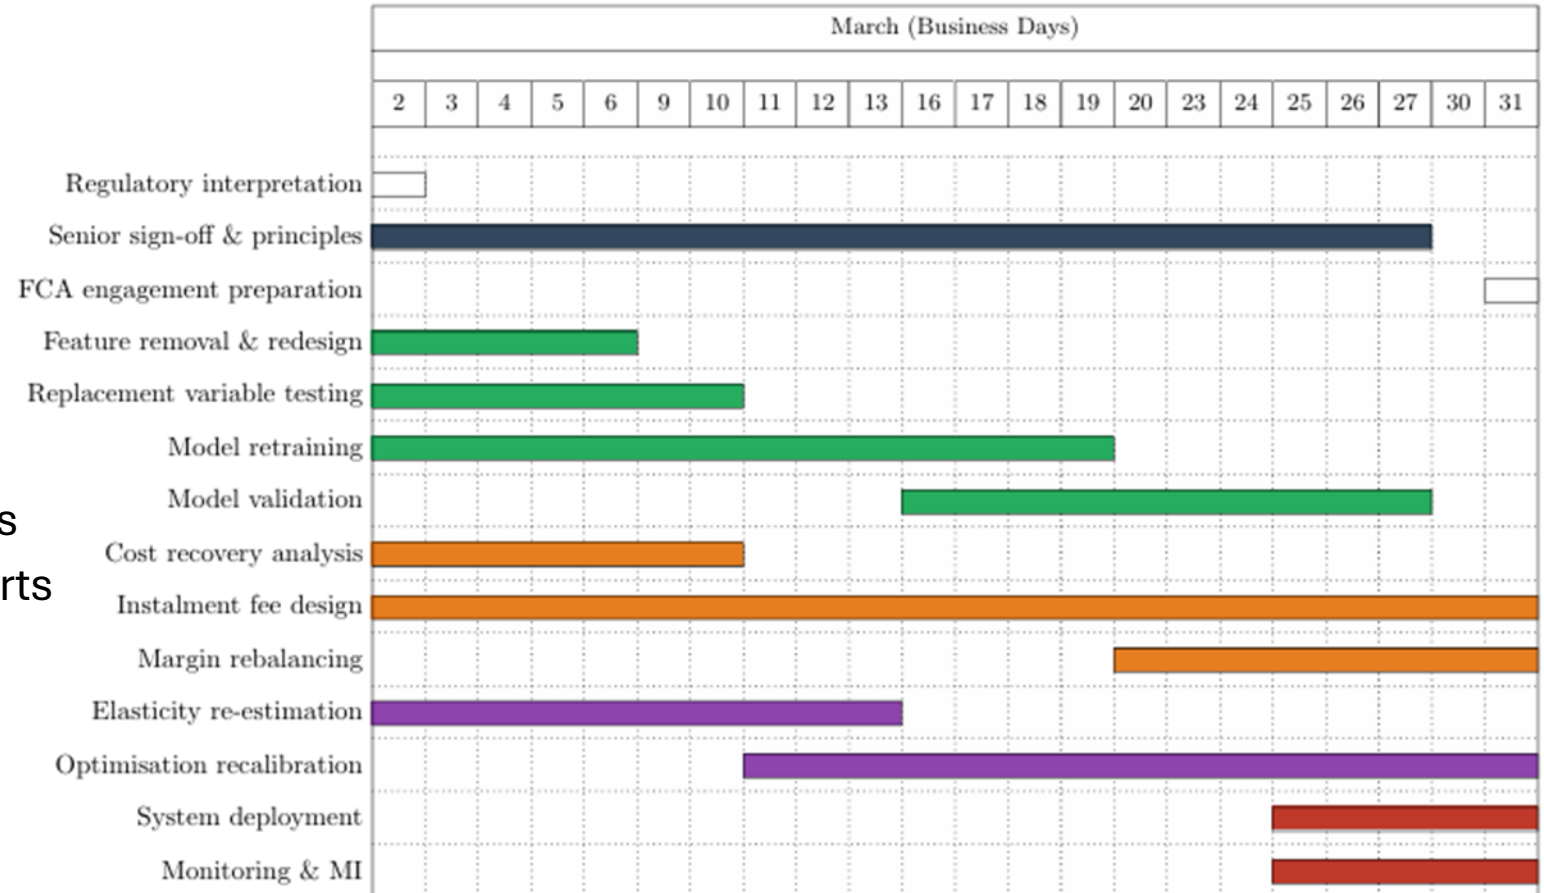 March (Business Days)
2 3 4 5 6 9 10 11 12 13 16 17 18 19 20 23 24 25 26 27 30 31
Regulatory interpretation
Senior sign-off & principles
FCA engagement preparation
Feature removal & redesign
Replacement variable testing
Model retraining
Model validation
s
Cost recovery analysis
rts
Instalment fee design
Margin rebalancing
Elasticity re-estimation
Optimisation recalibration
System deployment
Monitoring & MI